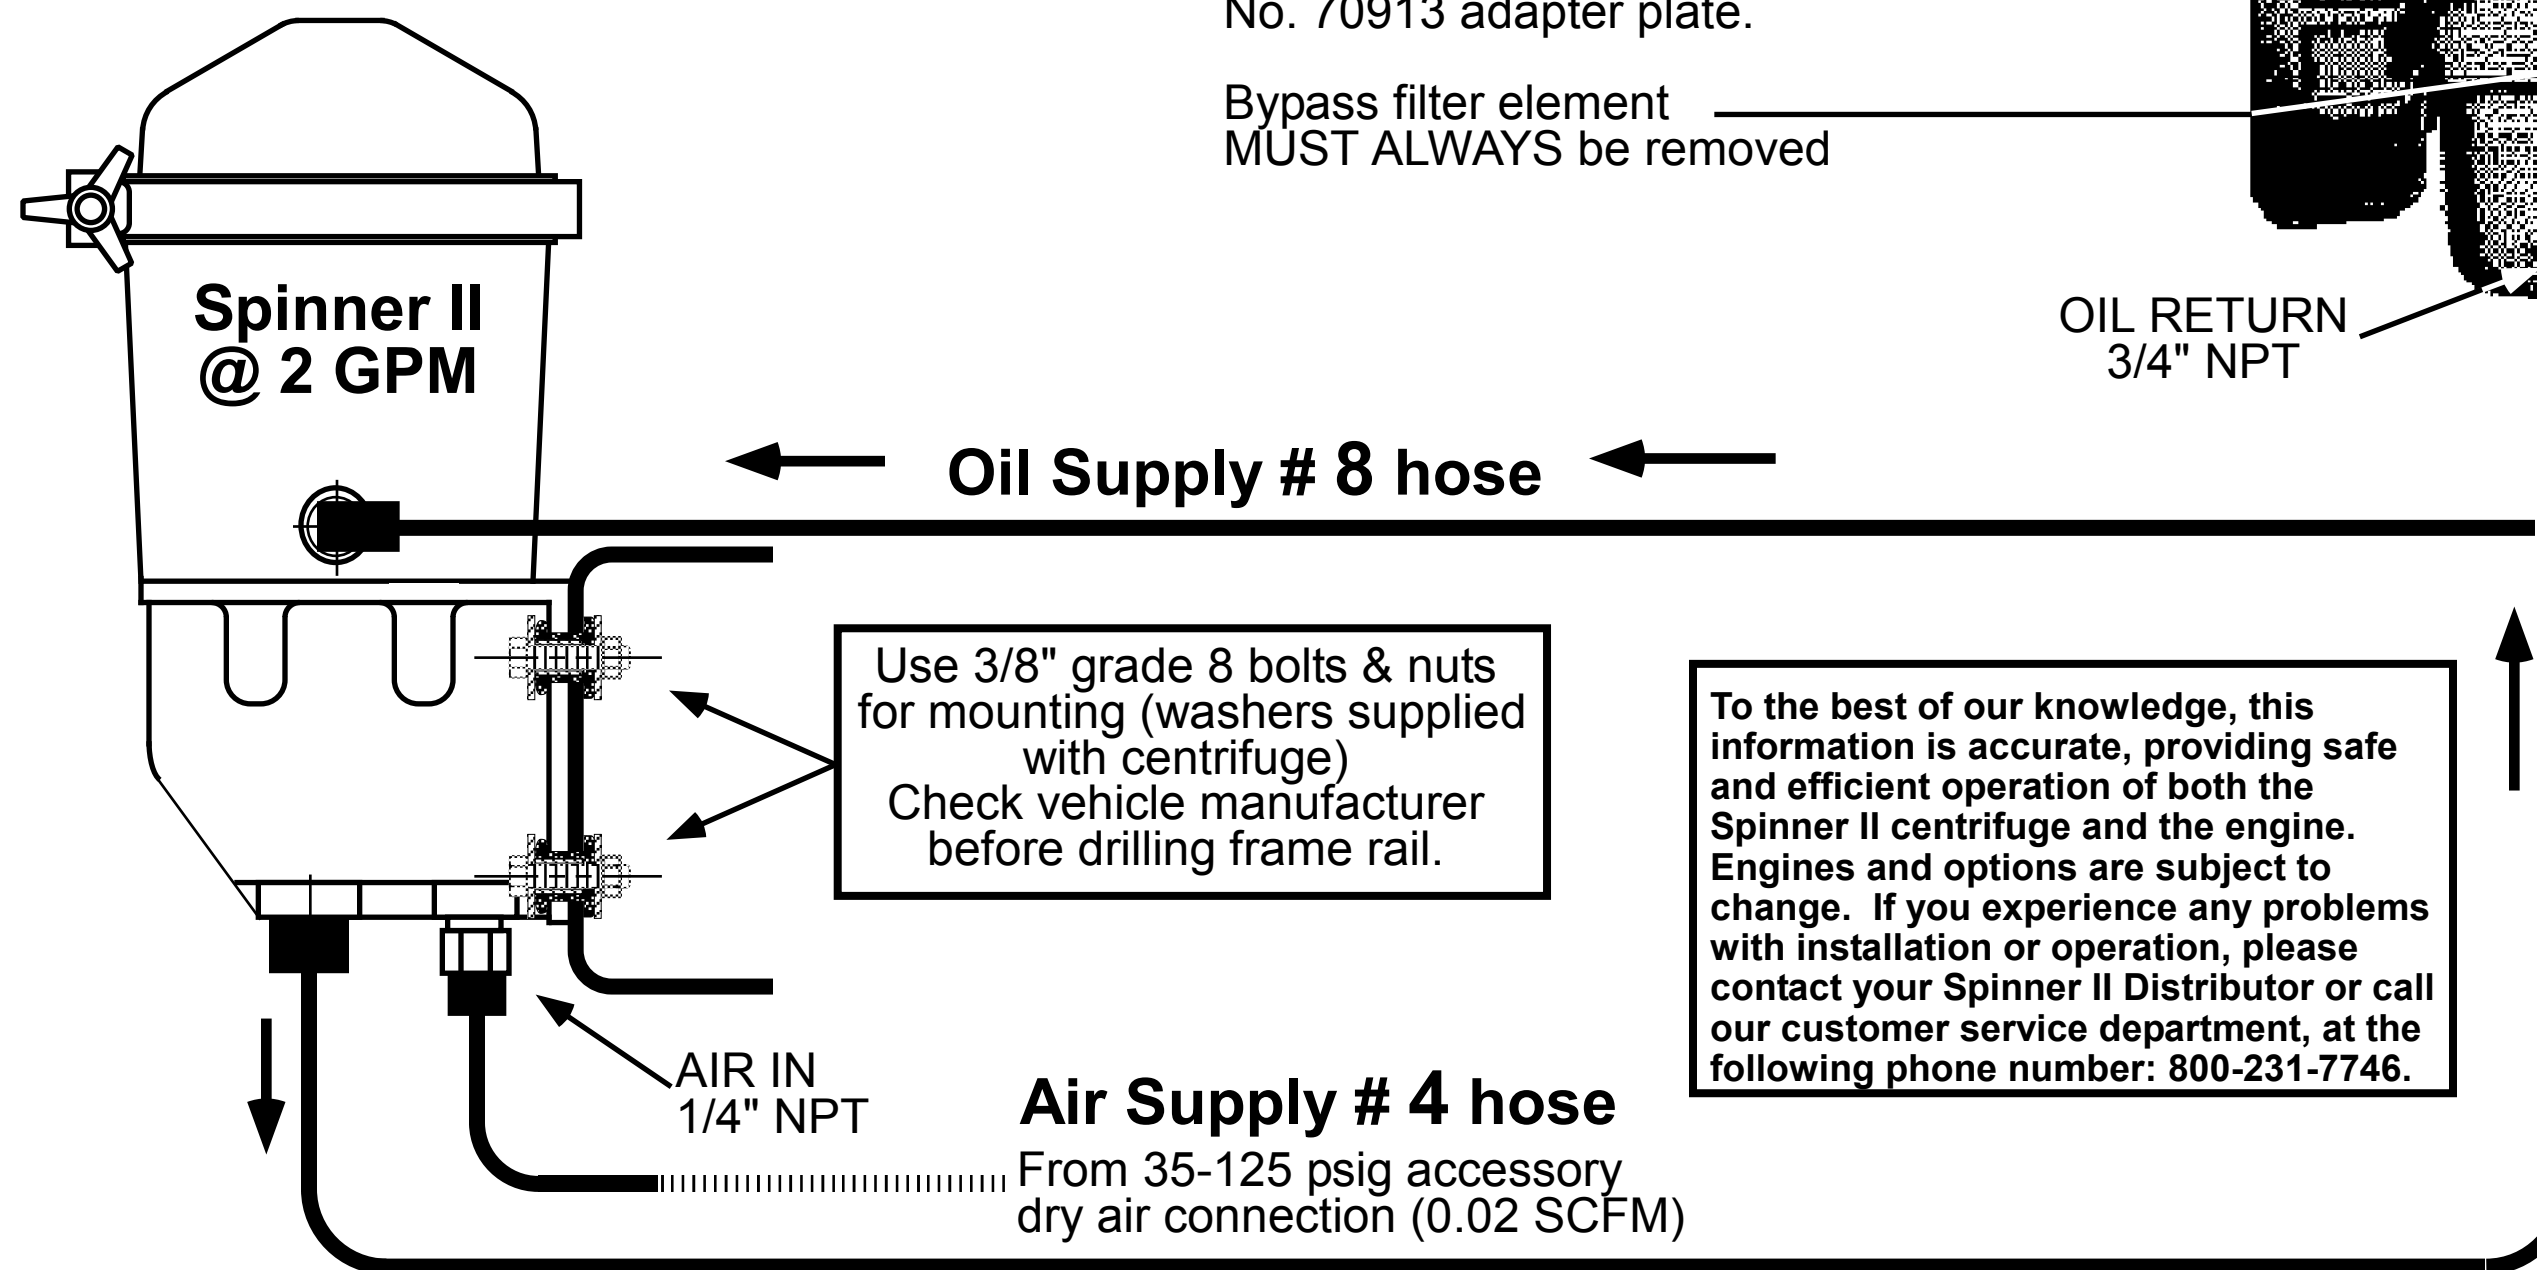 No. 70913 adapter plate.
Bypass filter element
MUST ALWAYS be removed
Spinner II
@ 2 GPM
OIL RETURN
3/4" NPT
Oil Supply # 8 hose
Use 3/8" grade 8 bolts & nuts
for mounting (washers supplied
with centrifuge)
Check vehicle manufacturer
before drilling frame rail.
To the best of our knowledge, this
information is accurate, providing safe
and efficient operation of both the
Spinner II centrifuge and the engine.
Engines and options are subject to
change.  If you experience any problems
with installation or operation, please
contact your Spinner II Distributor or call
our customer service department, at the
following phone number: 800-231-7746.
AIR IN
1/4" NPT
Air Supply # 4 hose
From 35-125 psig accessory
dry air connection (0.02 SCFM)